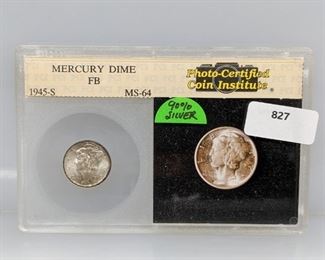 MERCURY DIME
FB
1945-S MS-64
Photo-Certified
Coin Institute
90%
SILVER
827